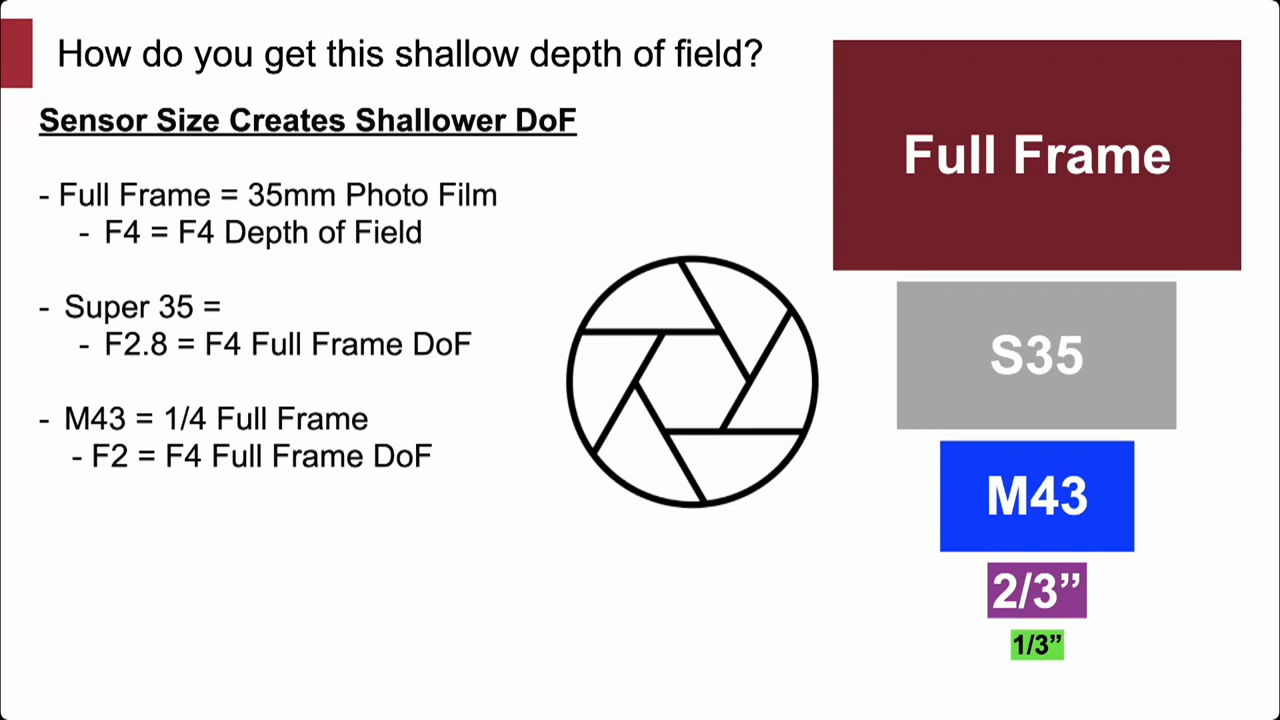 How do you get this shallow depth of field?
Sensor Size Creates Shallower DoF
- Full Frame = 35mm Photo Film
- F4 = F4 Depth of Field
- Super 35 =
- F2.8 = F4 Full Frame DoF
- M43 = 1/4 Full Frame
- F2 = F4 Full Frame DoF
Full Frame
S35
M43
2/3”
1/3”